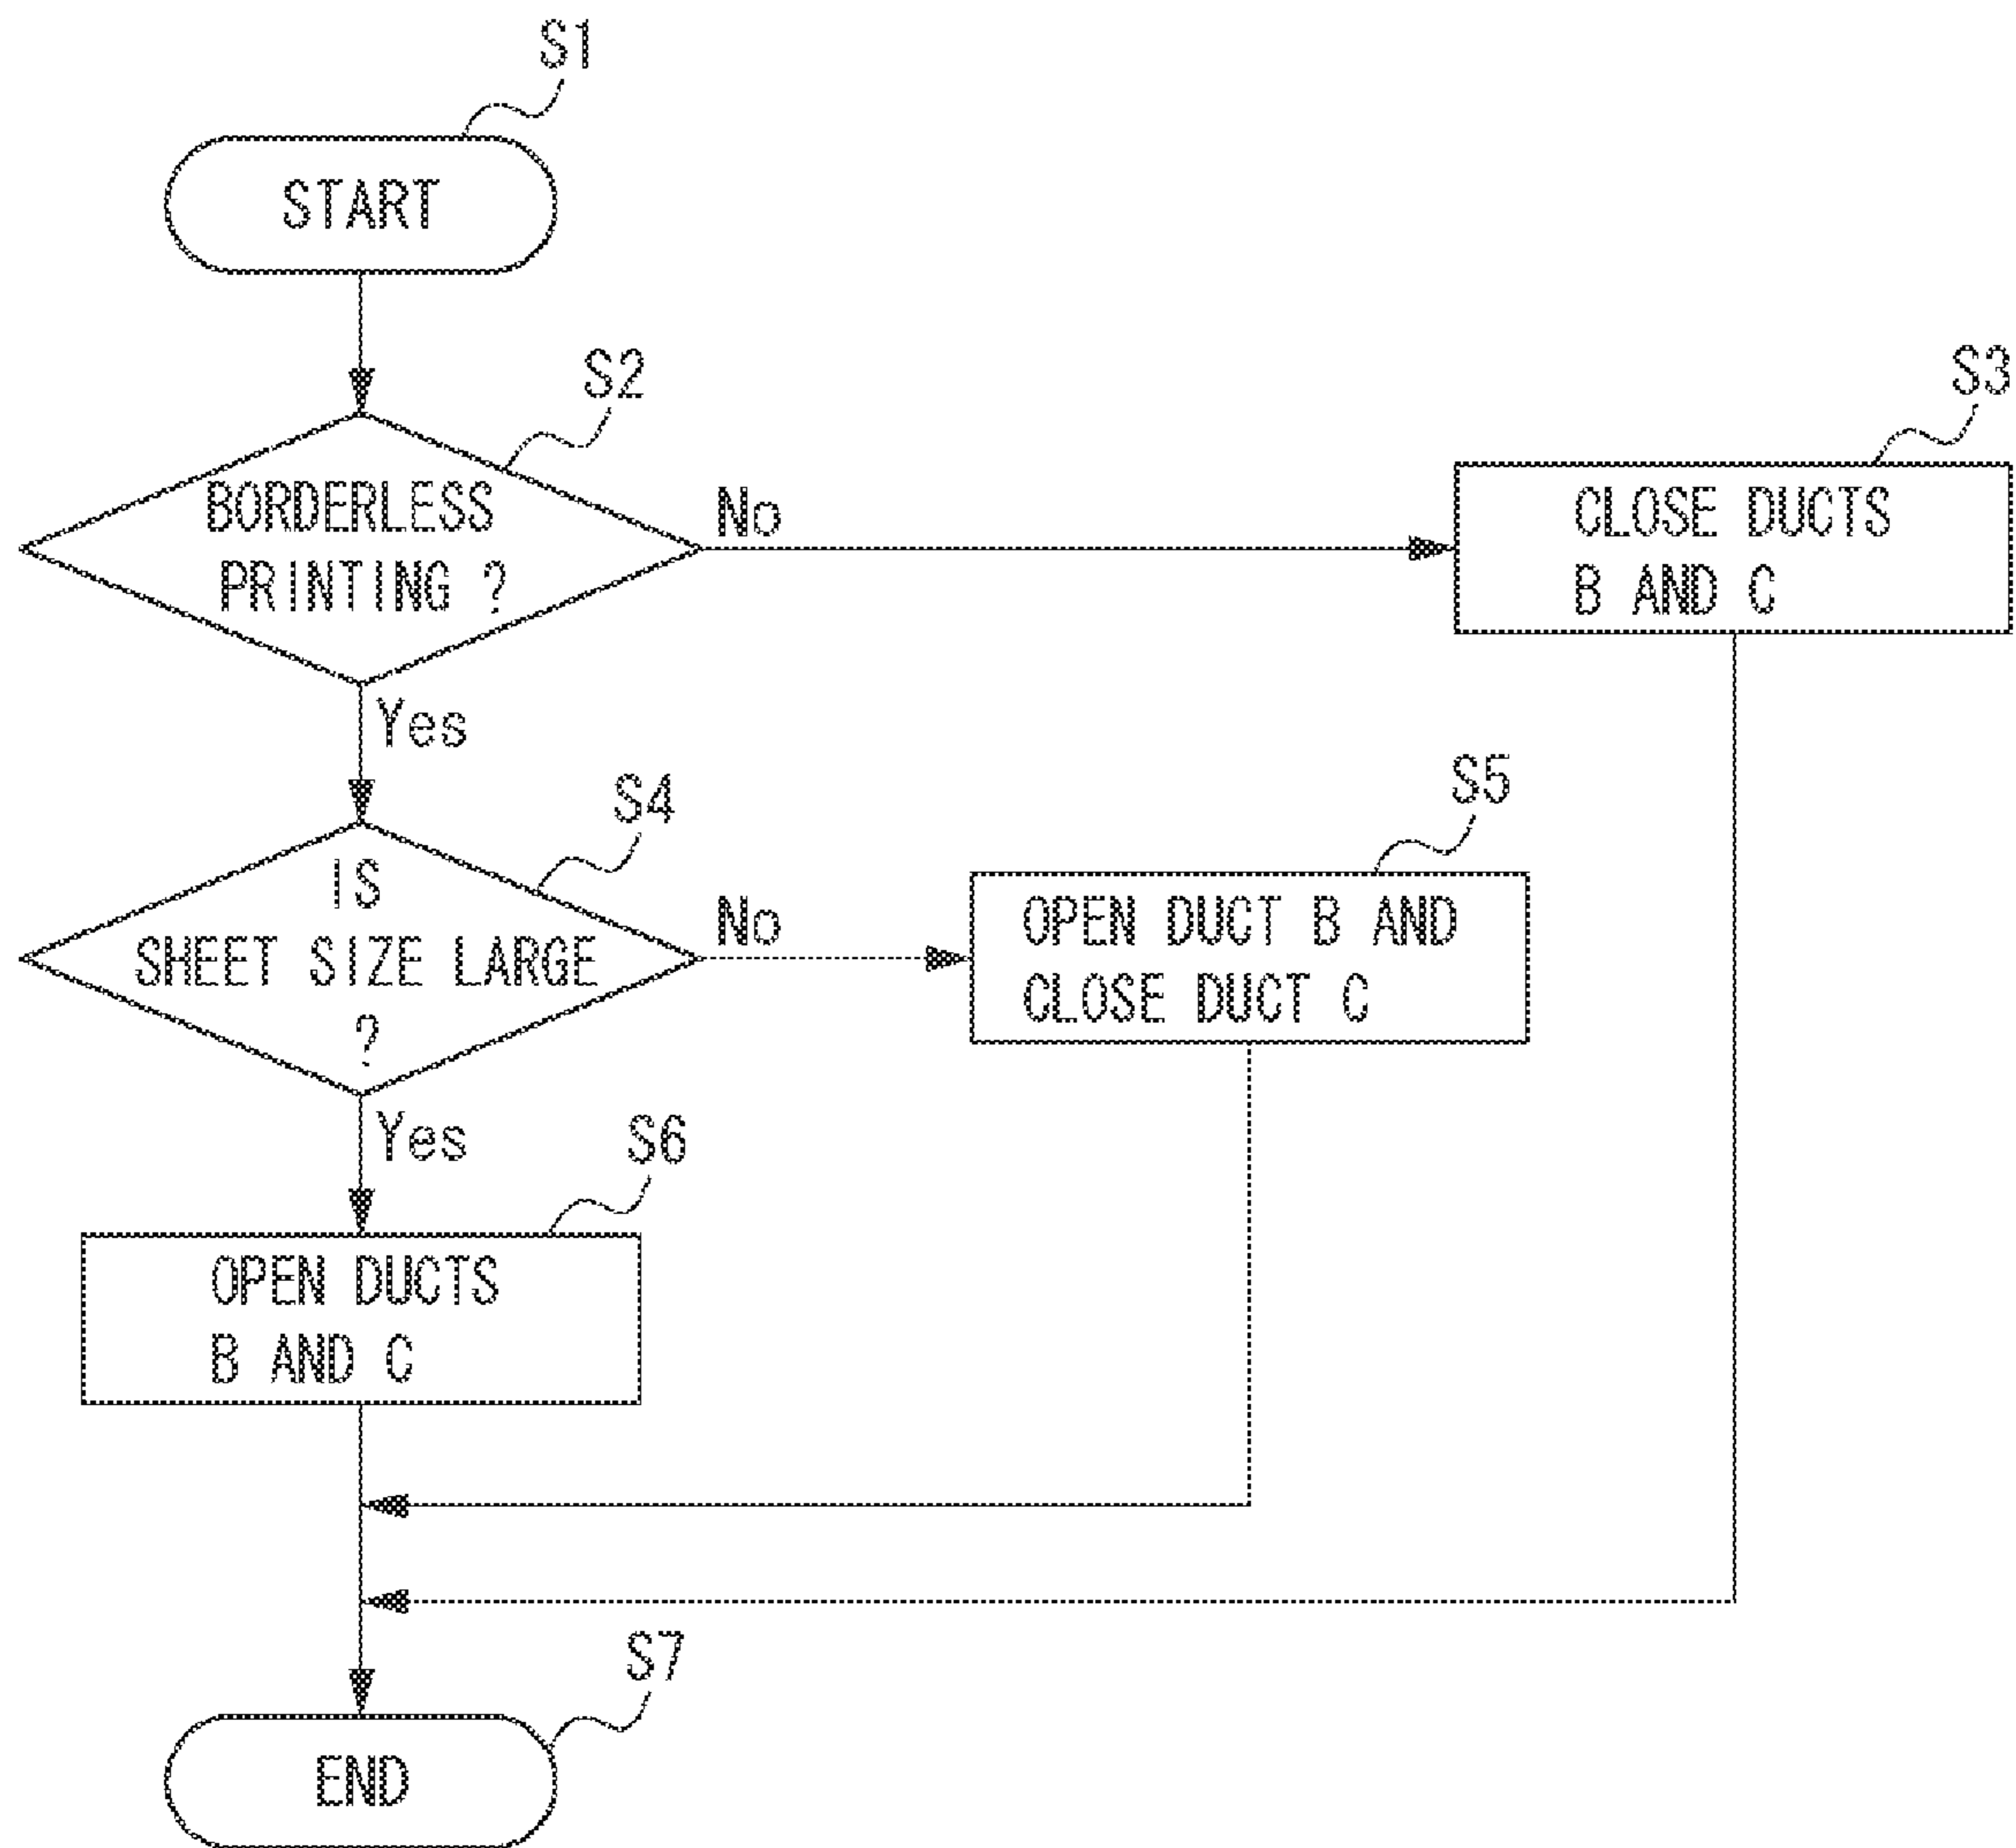 S1
START
S2
BORDERLESS
PRINTING ?
No
S3
CLOSE DUCTS
B AND C
Yes
S4
IS
SHEET SIZE LARGE
?
No
S5
OPEN DUCT B AND
CLOSE DUCT C
Yes
S6
OPEN DUCTS
B AND C
S7
END